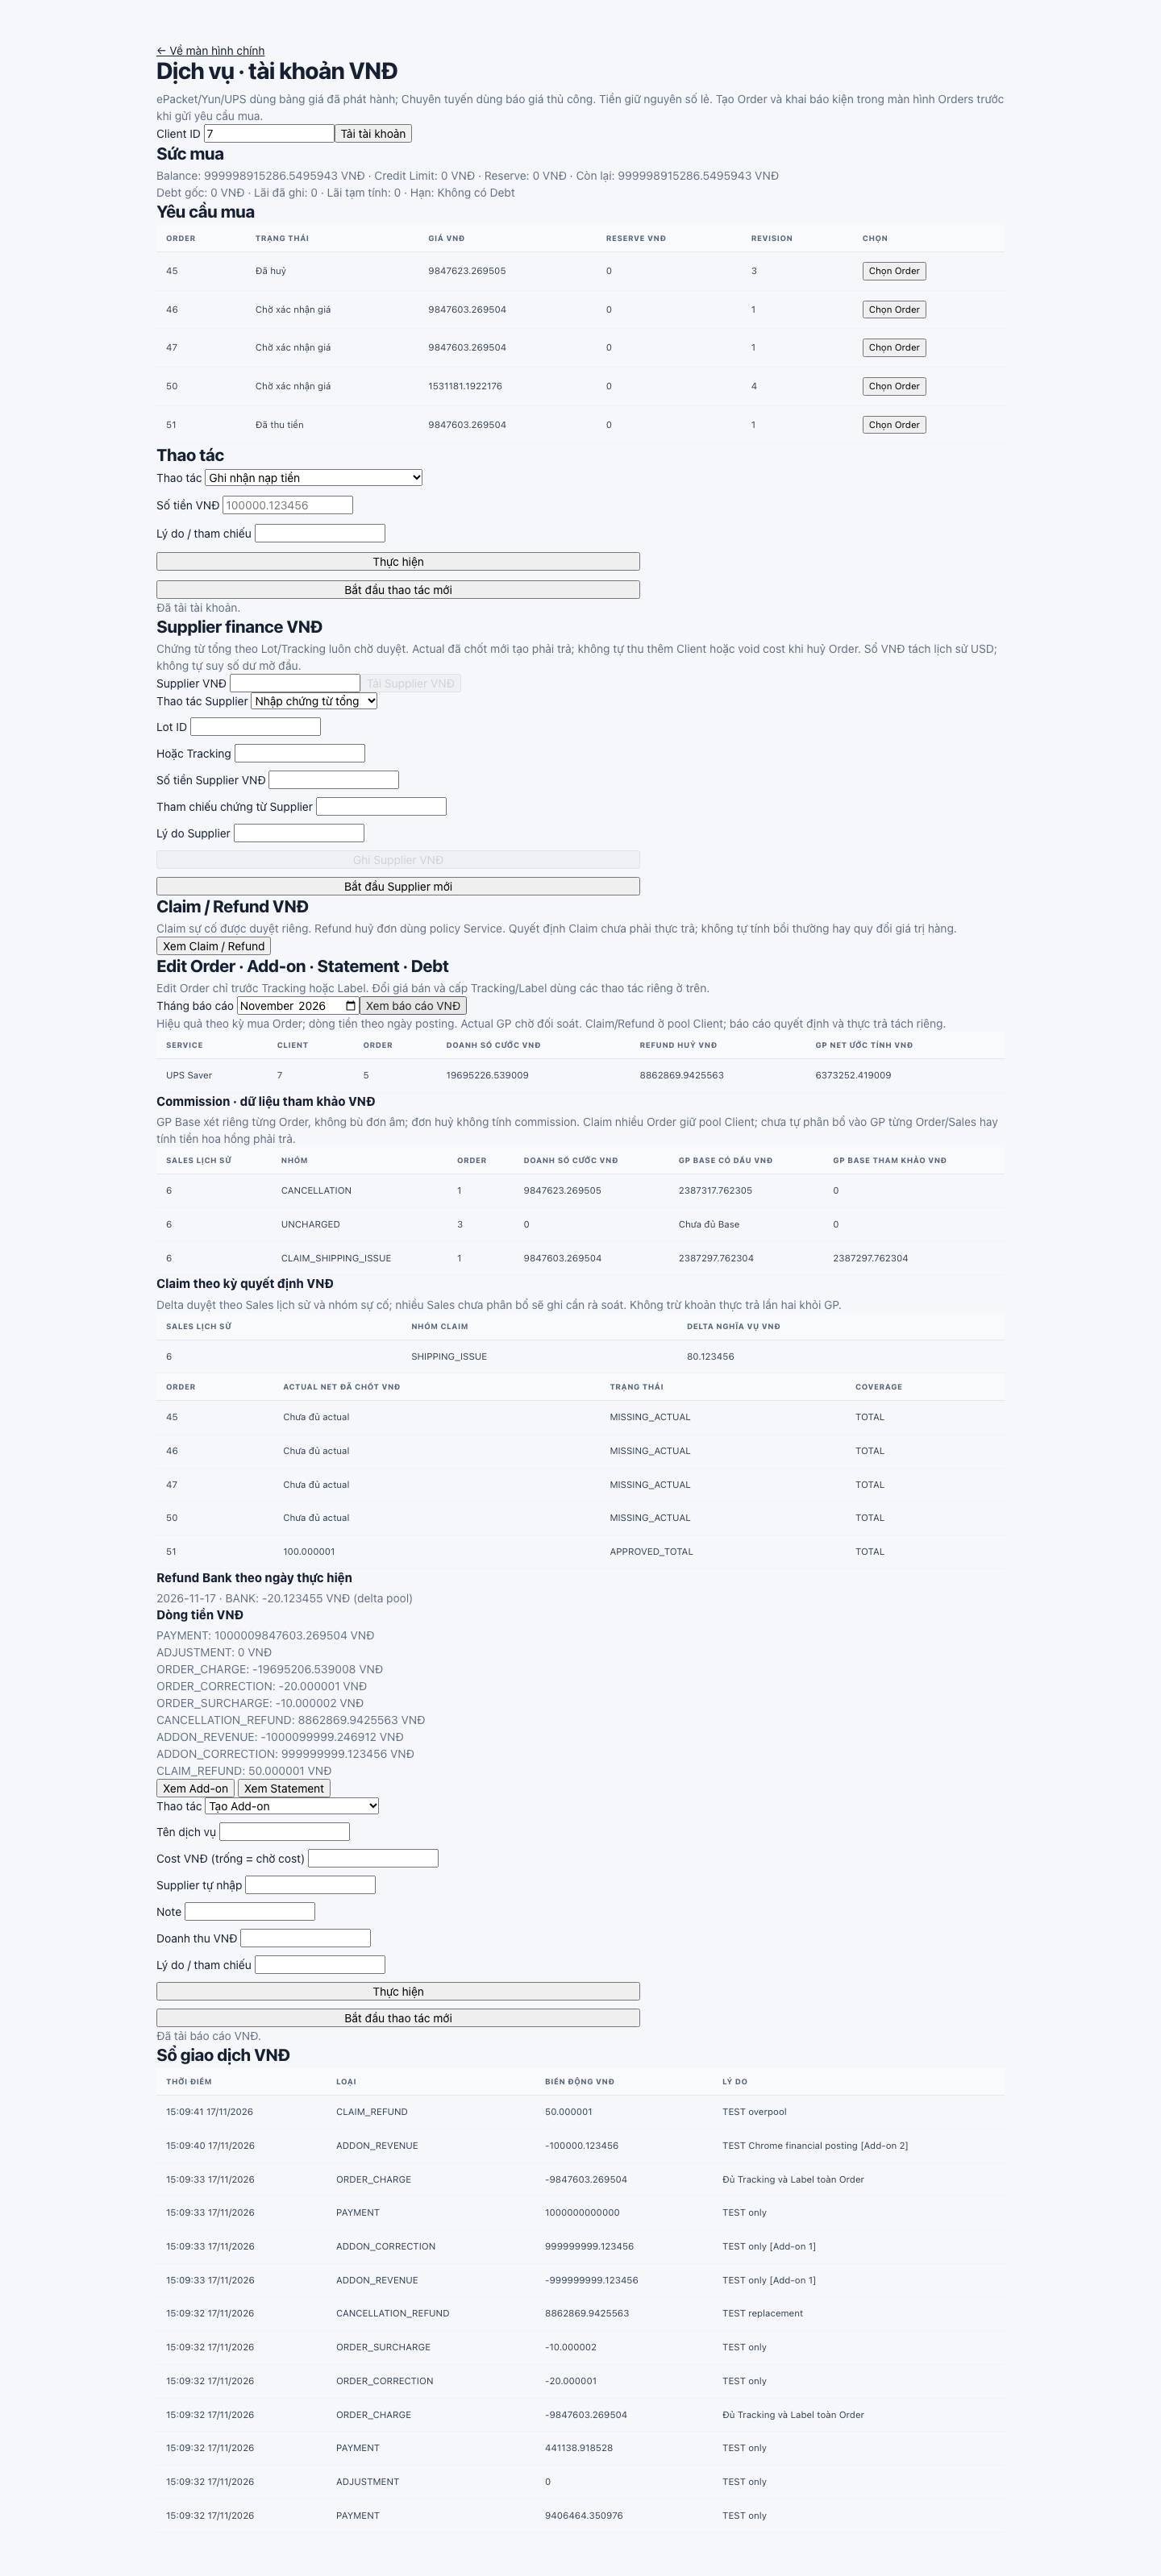 ← Về màn hình chính
Dịch vụ · tài khoản VNĐ
ePacket/Yun/UPS dùng bảng giá đã phát hành; Chuyên tuyến dùng báo giá thủ công. Tiền giữ nguyên số lẻ. Tạo Order và khai báo kiện trong màn hình Orders trước
khi gửi yêu cầu mua.
Client ID 7 Tải tài khoản
Sức mua
Balance: 999998915286.5495943 VNĐ · Credit Limit: 0 VNĐ · Reserve: 0 VNĐ · Còn lại: 999998915286.5495943 VNĐ
Debt gốc: 0 VNĐ · Lãi đã ghi: 0 · Lãi tạm tính: 0 · Hạn: Không có Debt
Yêu cầu mua
ORDER TRẠNG THÁI GIÁ VNĐ RESERVE VNĐ REVISION CHỌN
45 Đã huỷ 9847623.269505 0 3 Chọn Order
46 Chờ xác nhận giá 9847603.269504 0 1 Chọn Order
47 Chờ xác nhận giá 9847603.269504 0 1 Chọn Order
50 Chờ xác nhận giá 1531181.1922176 0 4 Chọn Order
51 Đã thu tiền 9847603.269504 0 1 Chọn Order
Thao tác
Thao tác Ghi nhận nạp tiền
Số tiền VNĐ 100000.123456
Lý do / tham chiếu
Thực hiện
Bắt đầu thao tác mới
Đã tải tài khoản.
Supplier finance VNĐ
Chứng từ tổng theo Lot/Tracking luôn chờ duyệt. Actual đã chốt mới tạo phải trả; không tự thu thêm Client hoặc void cost khi huỷ Order. Sổ VNĐ tách lịch sử USD;
không tự suy số dư mở đầu.
Supplier VNĐ Tải Supplier VNĐ
Thao tác Supplier Nhập chứng từ tổng
Lot ID
Hoặc Tracking
Số tiền Supplier VNĐ
Tham chiếu chứng từ Supplier
Lý do Supplier
Ghi Supplier VNĐ
Bắt đầu Supplier mới
Claim / Refund VNĐ
Claim sự cố được duyệt riêng. Refund huỷ đơn dùng policy Service. Quyết định Claim chưa phải thực trả; không tự tính bồi thường hay quy đổi giá trị hàng.
Xem Claim / Refund
Edit Order · Add-on · Statement · Debt
Edit Order chỉ trước Tracking hoặc Label. Đổi giá bán và cấp Tracking/Label dùng các thao tác riêng ở trên.
Tháng báo cáo November 2026 Xem báo cáo VNĐ
Hiệu quả theo kỳ mua Order; dòng tiền theo ngày posting. Actual GP chờ đối soát. Claim/Refund ở pool Client; báo cáo quyết định và thực trả tách riêng.
SERVICE CLIENT ORDER DOANH SỐ CƯỚC VNĐ REFUND HUỶ VNĐ GP NET ƯỚC TÍNH VNĐ
UPS Saver 7 5 19695226.539009 8862869.9425563 6373252.419009
Commission · dữ liệu tham khảo VNĐ
GP Base xét riêng từng Order, không bù đơn âm; đơn huỷ không tính commission. Claim nhiều Order giữ pool Client; chưa tự phân bổ vào GP từng Order/Sales hay
tính tiền hoa hồng phải trả.
SALES LỊCH SỬ NHÓM ORDER DOANH SỐ CƯỚC VNĐ GP BASE CÓ DẤU VNĐ GP BASE THAM KHẢO VNĐ
6 CANCELLATION 1 9847623.269505 2387317.762305 0
6 UNCHARGED 3 0 Chưa đủ Base 0
6 CLAIM_SHIPPING_ISSUE 1 9847603.269504 2387297.762304 2387297.762304
Claim theo kỳ quyết định VNĐ
Delta duyệt theo Sales lịch sử và nhóm sự cố; nhiều Sales chưa phân bổ sẽ ghi cần rà soát. Không trừ khoản thực trả lần hai khỏi GP.
SALES LỊCH SỬ NHÓM CLAIM DELTA NGHĨA VỤ VNĐ
6 SHIPPING_ISSUE 80.123456
ORDER ACTUAL NET ĐÃ CHỐT VNĐ TRẠNG THÁI COVERAGE
45 Chưa đủ actual MISSING_ACTUAL TOTAL
46 Chưa đủ actual MISSING_ACTUAL TOTAL
47 Chưa đủ actual MISSING_ACTUAL TOTAL
50 Chưa đủ actual MISSING_ACTUAL TOTAL
51 100.000001 APPROVED_TOTAL TOTAL
Refund Bank theo ngày thực hiện
2026-11-17 · BANK: -20.123455 VNĐ (delta pool)
Dòng tiền VNĐ
PAYMENT: 1000009847603.269504 VNĐ
ADJUSTMENT: 0 VNĐ
ORDER_CHARGE: -19695206.539008 VNĐ
ORDER_CORRECTION: -20.000001 VNĐ
ORDER_SURCHARGE: -10.000002 VNĐ
CANCELLATION_REFUND: 8862869.9425563 VNĐ
ADDON_REVENUE: -1000099999.246912 VNĐ
ADDON_CORRECTION: 999999999.123456 VNĐ
CLAIM_REFUND: 50.000001 VNĐ
Xem Add-on Xem Statement
Thao tác Tạo Add-on
Tên dịch vụ
Cost VNĐ (trống = chờ cost)
Supplier tự nhập
Note
Doanh thu VNĐ
Lý do / tham chiếu
Thực hiện
Bắt đầu thao tác mới
Đã tải báo cáo VNĐ.
Sổ giao dịch VNĐ
THỜI ĐIỂM LOẠI BIẾN ĐỘNG VNĐ LÝ DO
15:09:41 17/11/2026 CLAIM_REFUND 50.000001 TEST overpool
15:09:40 17/11/2026 ADDON_REVENUE -100000.123456 TEST Chrome financial posting [Add-on 2]
15:09:33 17/11/2026 ORDER_CHARGE -9847603.269504 Đủ Tracking và Label toàn Order
15:09:33 17/11/2026 PAYMENT 1000000000000 TEST only
15:09:33 17/11/2026 ADDON_CORRECTION 999999999.123456 TEST only [Add-on 1]
15:09:33 17/11/2026 ADDON_REVENUE -999999999.123456 TEST only [Add-on 1]
15:09:32 17/11/2026 CANCELLATION_REFUND 8862869.9425563 TEST replacement
15:09:32 17/11/2026 ORDER_SURCHARGE -10.000002 TEST only
15:09:32 17/11/2026 ORDER_CORRECTION -20.000001 TEST only
15:09:32 17/11/2026 ORDER_CHARGE -9847603.269504 Đủ Tracking và Label toàn Order
15:09:32 17/11/2026 PAYMENT 441138.918528 TEST only
15:09:32 17/11/2026 ADJUSTMENT 0 TEST only
15:09:32 17/11/2026 PAYMENT 9406464.350976 TEST only